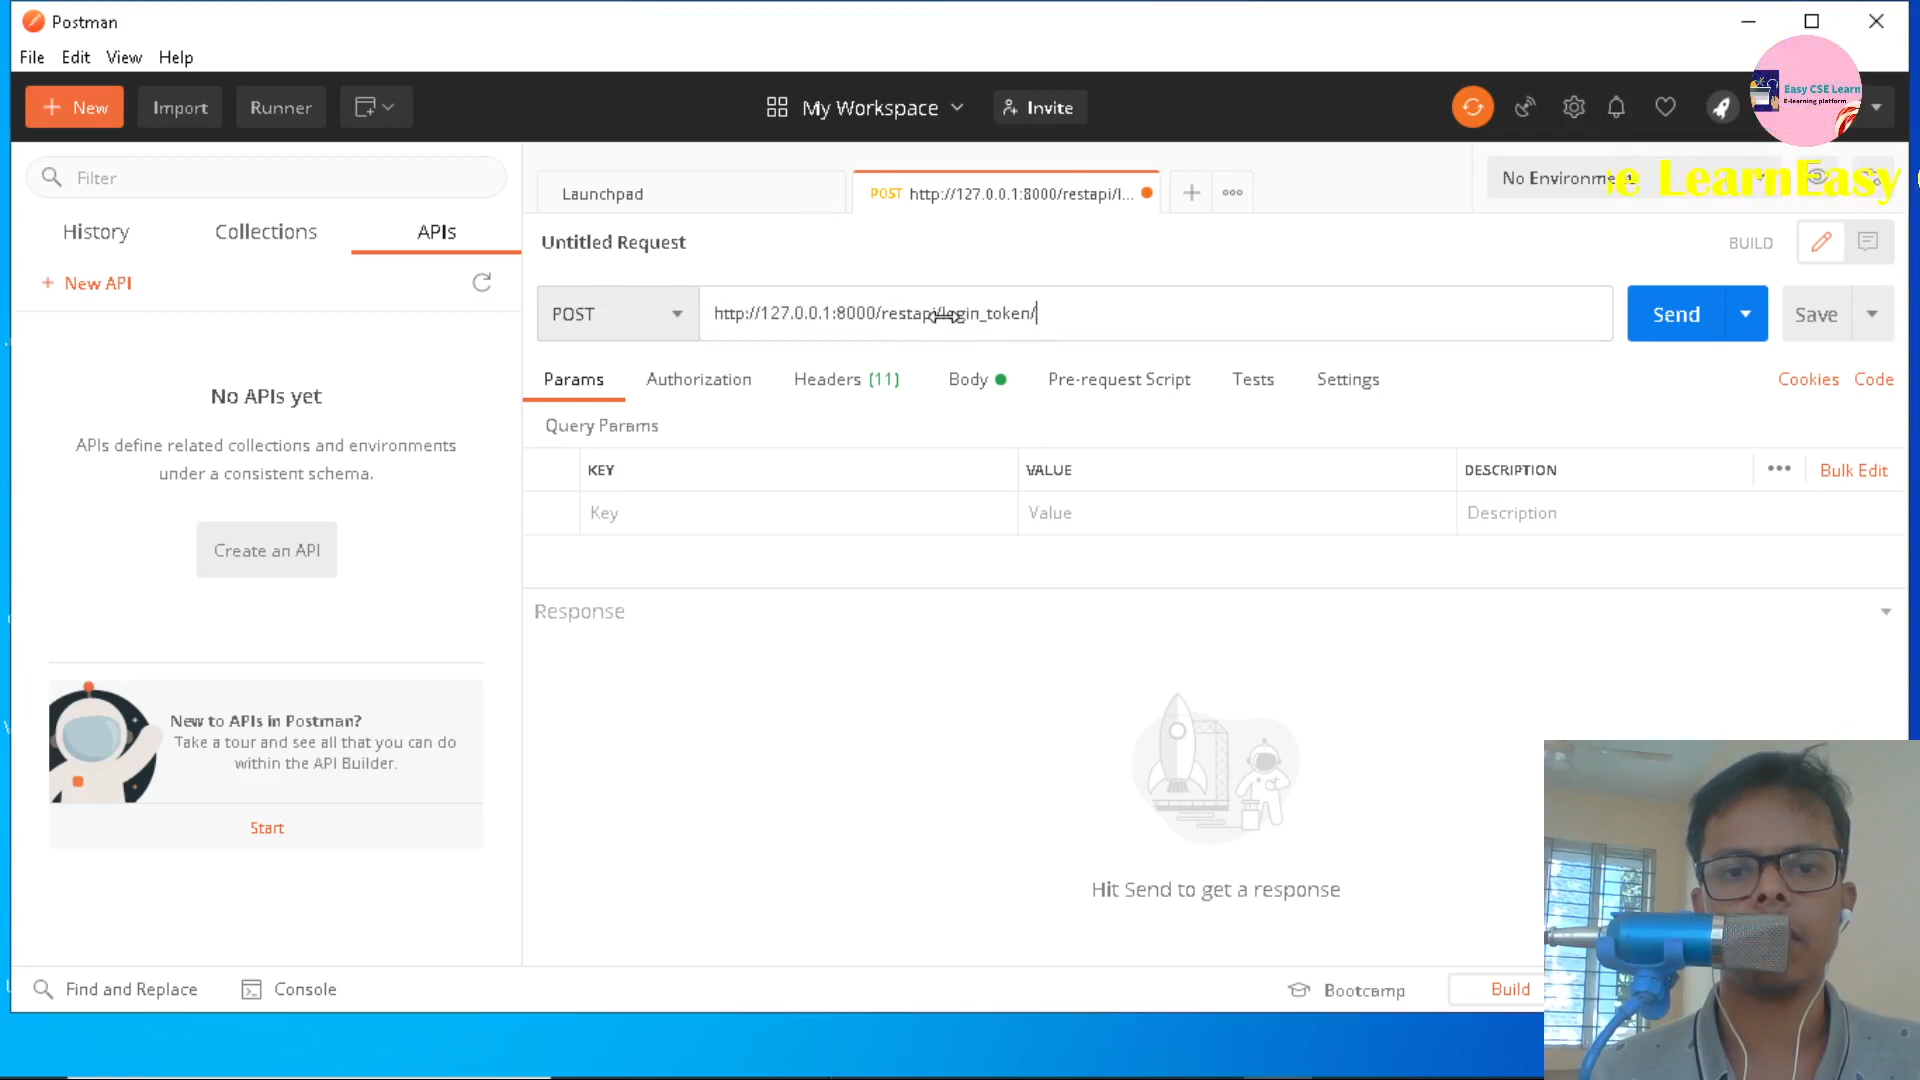 Postman
File Edit View Help
New Import Runner My Workspace Invite
Easy CSE Learn
E-learning platform
Filter
Launchpad
POST http://127.0.0.1:8000/restapi/l...
No Environme
e LearnEasy
History Collections APIs
Untitled Request
BUILD
+ New API
POST http://127.0.0.1:8000/restapi/login_token/
Send Save
Params Authorization Headers (11) Body Pre-request Script Tests Settings Cookies Code
Query Params
KEY VALUE DESCRIPTION Bulk Edit
Key Value Description
No APIs yet
APIs define related collections and environments
under a consistent schema.
Create an API
Response
New to APIs in Postman?
Take a tour and see all that you can do
within the API Builder.
Start
Hit Send to get a response
Find and Replace Console Bootcamp Build